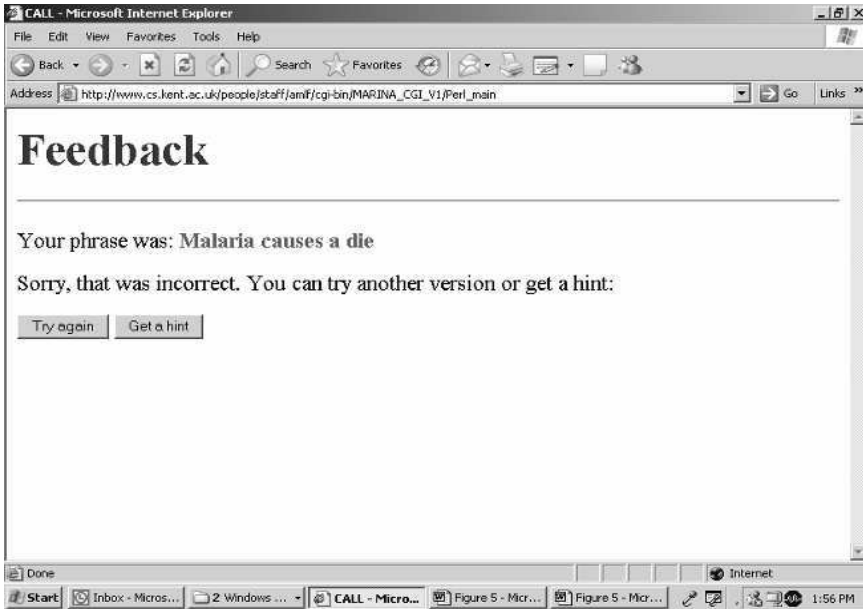 CALL - Microsoft Internet Explorer
File Edit View Favorites Tools Help
Back Search Favorites
Address http://www.cs.kent.ac.uk/people/staff/amlf/cgi-bin/MARINA_CGI_V1/Perl_main Go Links »
Feedback
Your phrase was: Malaria causes a die
Sorry, that was incorrect. You can try another version or get a hint:
Try again Get a hint
Done Internet
Start Inbox - Micros... 2 Windows ... CALL - Micro... Figure 5 - Micr... Figure 5 - Micr... 1:56 PM